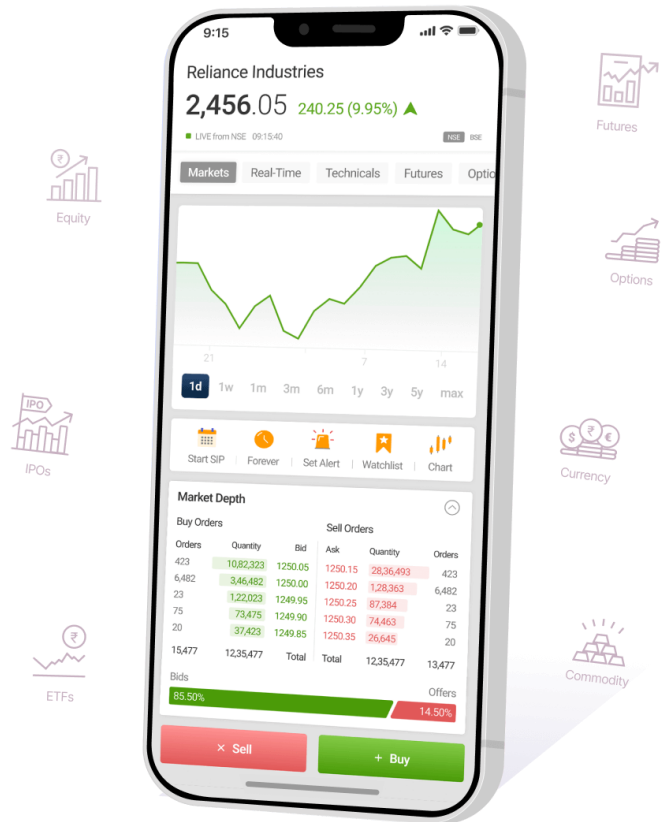 9:15
Reliance Industries
2,456.05 240.25 (9.95%)
LIVE from NSE 09:15:40 NSE BSE
Markets Real-Time Technicals Futures Optio
21 7 14
1d 1w 1m 3m 6m 1y 3y 5y max
Start SIP Forever Set Alert Watchlist Chart
Market Depth
Buy Orders Sell Orders
Orders Quantity Bid Ask Quantity Orders
423 10,82,323 1250.05 1250.15 28,36,493 423
6,482 3,46,482 1250.00 1250.20 1,28,363 6,482
23 1,22,023 1249.95 1250.25 87,384 23
75 73,475 1249.90 1250.30 74,463 75
20 37,423 1249.85 1250.35 26,645 20
15,477 12,35,477 Total Total 12,35,477 13,477
Bids Offers
85.50% 14.50%
× Sell + Buy
₹
Equity
IPO
IPOs
₹
ETFs
Futures
Options
$ ₹ €
Currency
Commodity